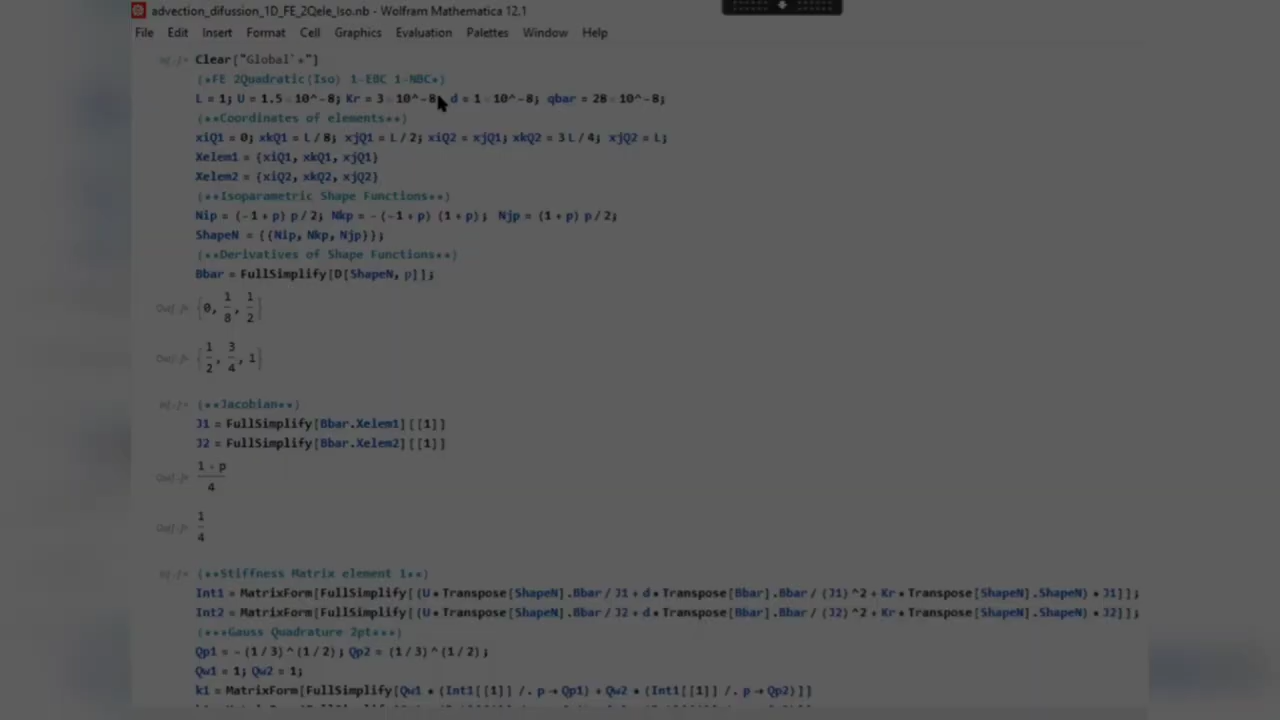 advection_difussion_1D_FE_2Qele_Iso.nb - Wolfram Mathematica 12.1
File Edit Insert Format Cell Graphics Evaluation Palettes Window Help
In[ ]:= Clear["Global`*"]
(*FE 2Quadratic(Iso) 1-EBC 1-NBC*)
L = 1; U = 1.5 10^-8; Kr = 3 10^-8; d = 1 10^-8; qbar = 28 10^-8;
(**Coordinates of elements**)
xiQ1 = 0; xkQ1 = L / 8; xjQ1 = L / 2; xiQ2 = xjQ1; xkQ2 = 3 L / 4; xjQ2 = L;
Xelem1 = {xiQ1, xkQ1, xjQ1}
Xelem2 = {xiQ2, xkQ2, xjQ2}
(**Isoparametric Shape Functions**)
Nip = (-1 + p) p / 2; Nkp = - (-1 + p) (1 + p); Njp = (1 + p) p / 2;
ShapeN = {{Nip, Nkp, Njp}};
(**Derivatives of Shape Functions**)
Bbar = FullSimplify[D[ShapeN, p]];
Out[ ]= {0, 1/8, 1/2}
Out[ ]= {1/2, 3/4, 1}
In[ ]:= (**Jacobian**)
J1 = FullSimplify[Bbar.Xelem1][[1]]
J2 = FullSimplify[Bbar.Xelem2][[1]]
Out[ ]= 1 + p / 4
Out[ ]= 1/4
In[ ]:= (**Stiffness Matrix element 1**)
Int1 = MatrixForm[FullSimplify[(U * Transpose[ShapeN].Bbar / J1 + d * Transpose[Bbar].Bbar / (J1)^2 + Kr * Transpose[ShapeN].ShapeN) * J1]];
Int2 = MatrixForm[FullSimplify[(U * Transpose[ShapeN].Bbar / J2 + d * Transpose[Bbar].Bbar / (J2)^2 + Kr * Transpose[ShapeN].ShapeN) * J2]];
(***Gauss Quadrature 2pt***)
Qp1 = - (1 / 3)^(1 / 2); Qp2 = (1 / 3)^(1 / 2);
Qw1 = 1; Qw2 = 1;
k1 = MatrixForm[FullSimplify[Qw1 * (Int1[[1]] /. p → Qp1) + Qw2 * (Int1[[1]] /. p → Qp2)]]